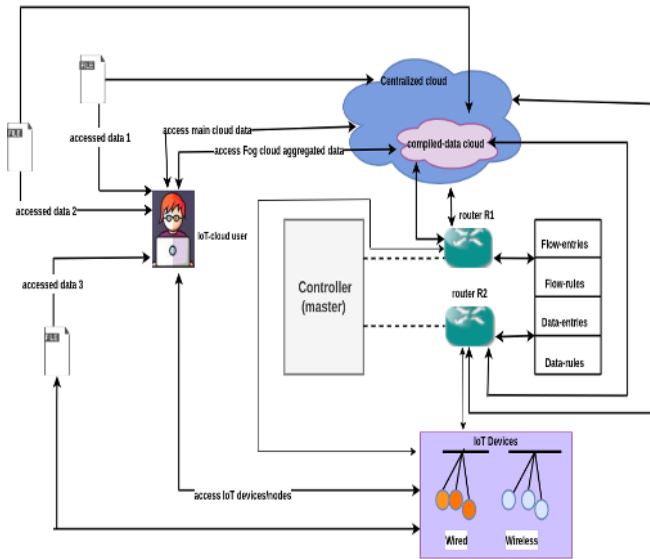 FILE
Centralized cloud
FILE
accessed data 1
access main cloud data
compiled-data cloud
access Fog cloud aggregated data
accessed data 2
IoT-cloud user
router R1
Flow-entries
accessed data 3
Controller
(master)
Flow-rules
router R2
Data-entries
FILE
Data-rules
IoT Devices
access IoT devices/nodes
Wired
Wireless